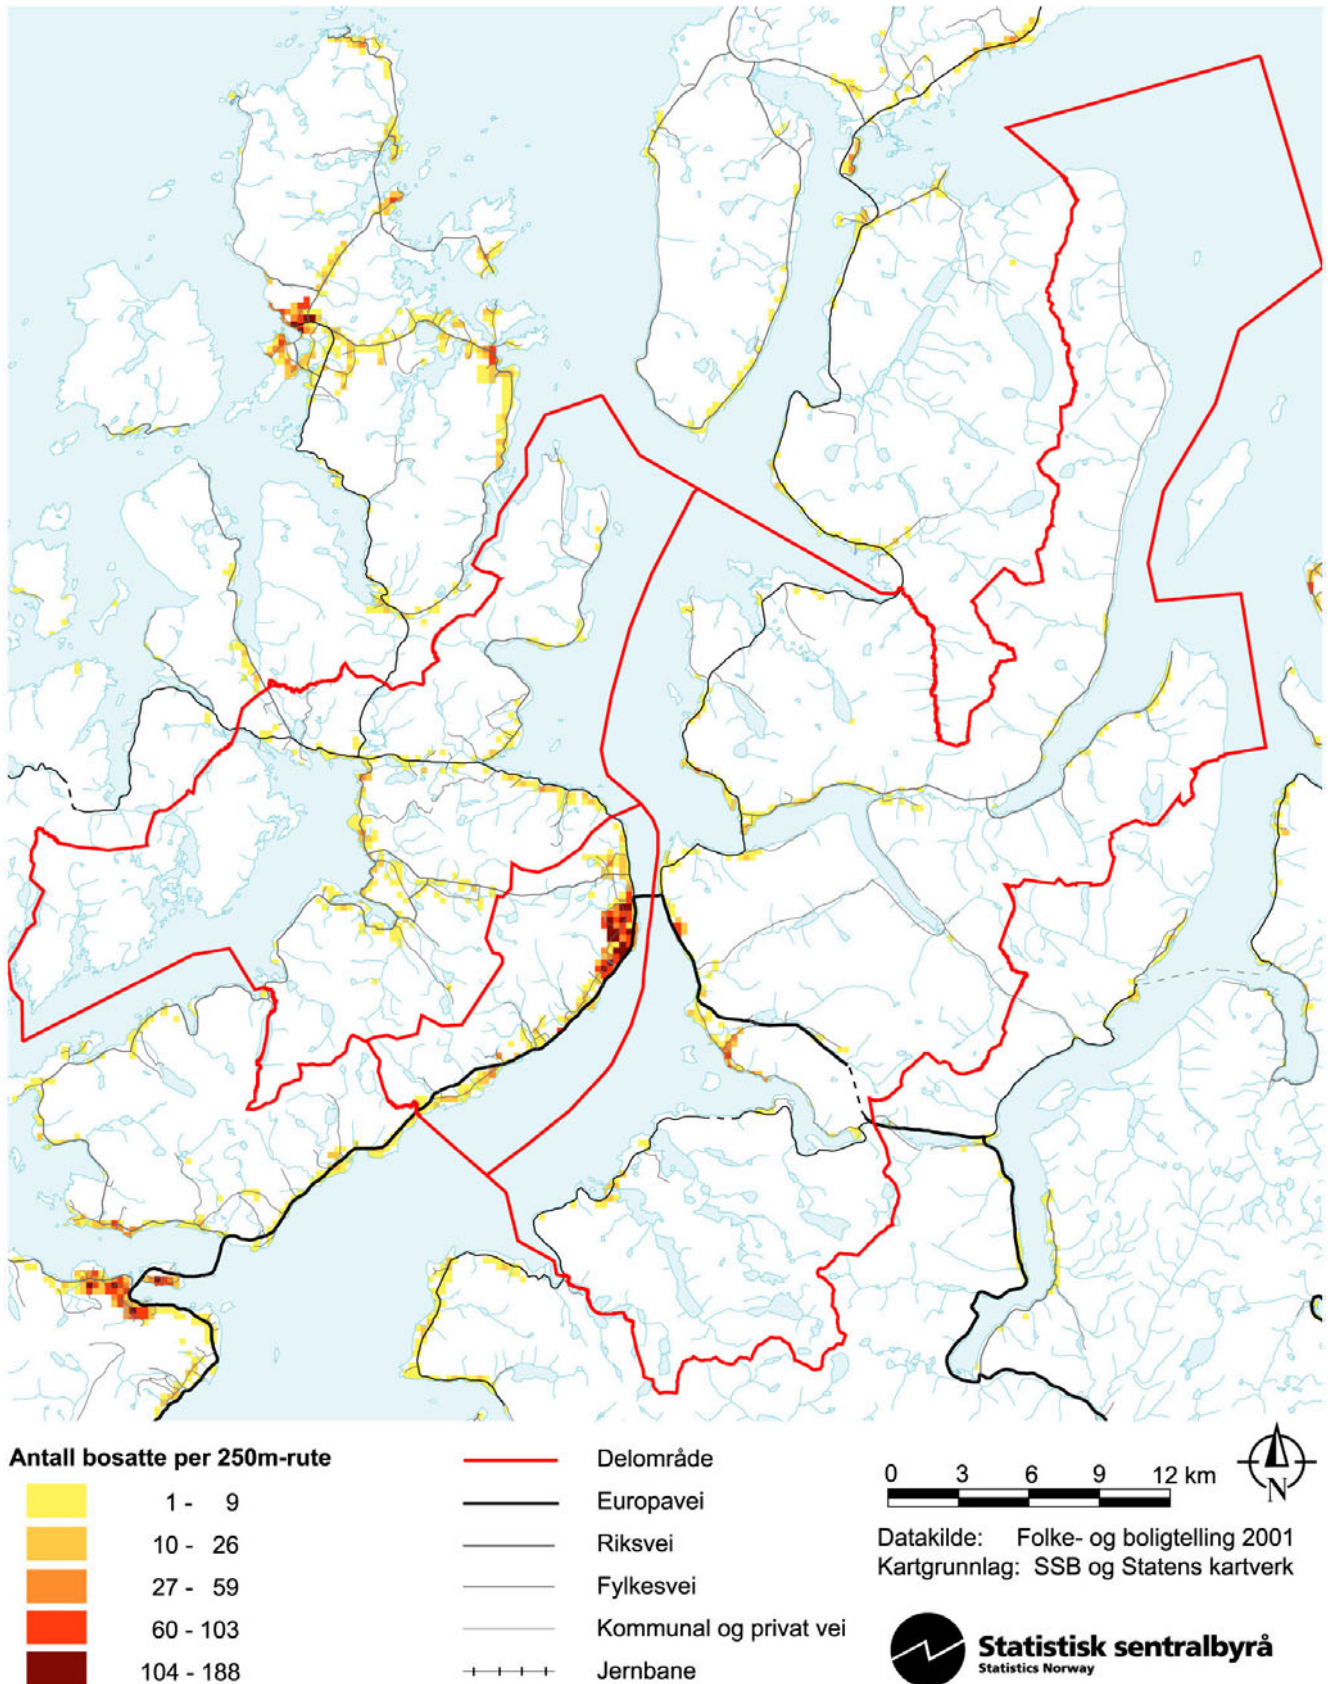 Antall bosatte per 250m-rute
1 - 9
10 - 26
27 - 59
60 - 103
104 - 188
Delområde
Europavei
Riksvei
Fylkesvei
Kommunal og privat vei
Jernbane
0 3 6 9 12 km
N
Datakilde: Folke- og boligtelling 2001
Kartgrunnlag: SSB og Statens kartverk
Statistisk sentralbyrå
Statistics Norway